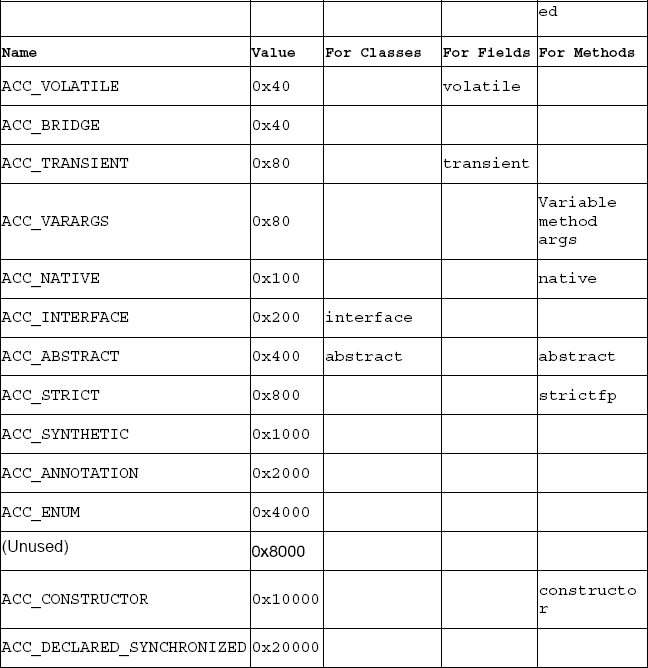 ed
Name Value For Classes For Fields For Methods
ACC_VOLATILE 0x40 volatile
ACC_BRIDGE 0x40
ACC_TRANSIENT 0x80 transient
ACC_VARARGS 0x80 Variable
method
args
ACC_NATIVE 0x100 native
ACC_INTERFACE 0x200 interface
ACC_ABSTRACT 0x400 abstract abstract
ACC_STRICT 0x800 strictfp
ACC_SYNTHETIC 0x1000
ACC_ANNOTATION 0x2000
ACC_ENUM 0x4000
(Unused) 0x8000
ACC_CONSTRUCTOR 0x10000 constructo
r
ACC_DECLARED_SYNCHRONIZED 0x20000